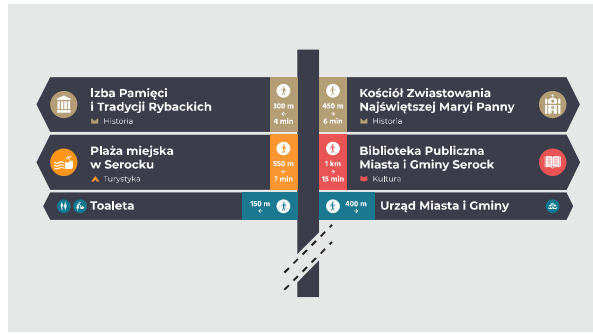 Izba Pamięci
i Tradycji Rybackich
Historia
300 m
4 min
450 m
6 min
Kościół Zwiastowania
Najświętszej Maryi Panny
Historia
Plaża miejska
w Serocku
Turystyka
550 m
7 min
1 km
15 min
Biblioteka Publiczna
Miasta i Gminy Serock
Kultura
Toaleta
150 m
400 m
Urząd Miasta i Gminy